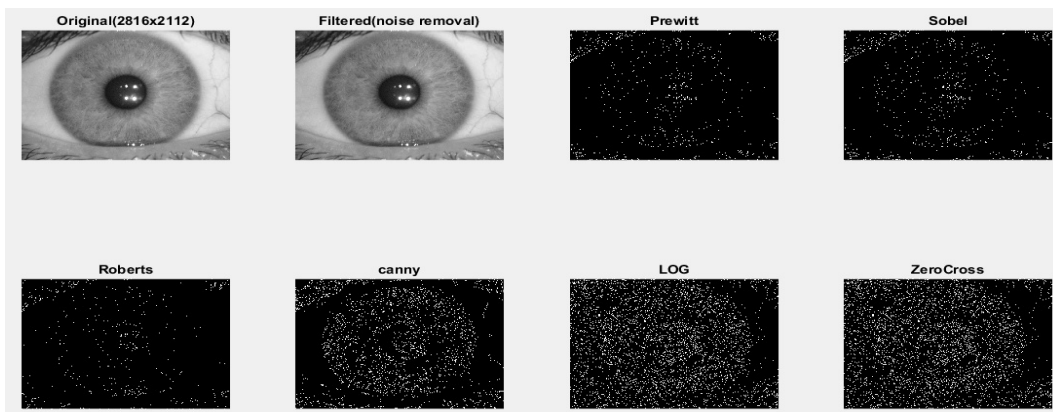 Original(2816x2112)
Filtered(noise removal)
Prewitt
Sobel
Roberts
canny
LOG
ZeroCross